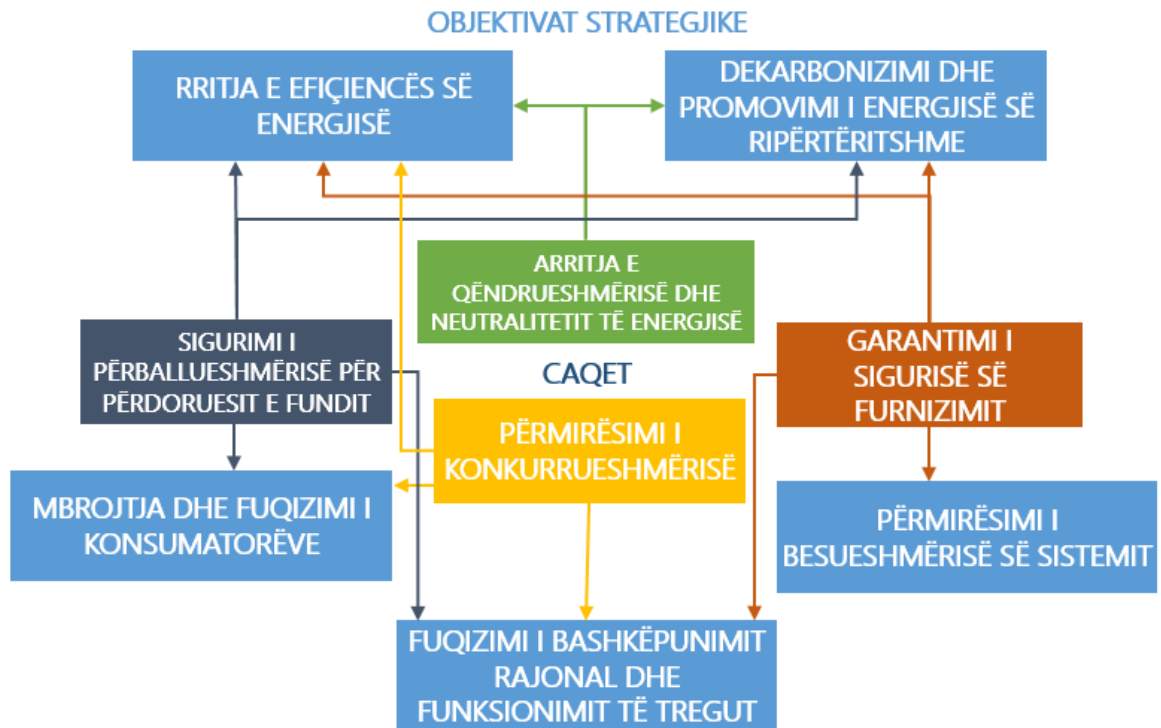 OBJEKTIVAT STRATEGJIKE
RRITJA E EFIÇIENCËS SË
ENERGJISË
DEKARBONIZIMI DHE
PROMOVIMI I ENERGJISË SË
RIPËRTËRITSHME
ARRITJA E
QËNDRUESHMËRISË DHE
NEUTRALITETIT TË ENERGJISË
SIGURIMI I
PËRBALLUESHMËRISË PËR
PËRDORUESIT E FUNDIT
CAQET
GARANTIMI I
SIGURISË SË
FURNIZIMIT
PËRMIRËSIMI I
KONKURRUESHMËRISË
MBROJTJA DHE FUQIZIMI I
KONSUMATORËVE
PËRMIRËSIMI I
BESUESHMËRISË SË SISTEMIT
FUQIZIMI I BASHKËPUNIMIT
RAJONAL DHE
FUNKSIONIMIT TË TREGUT